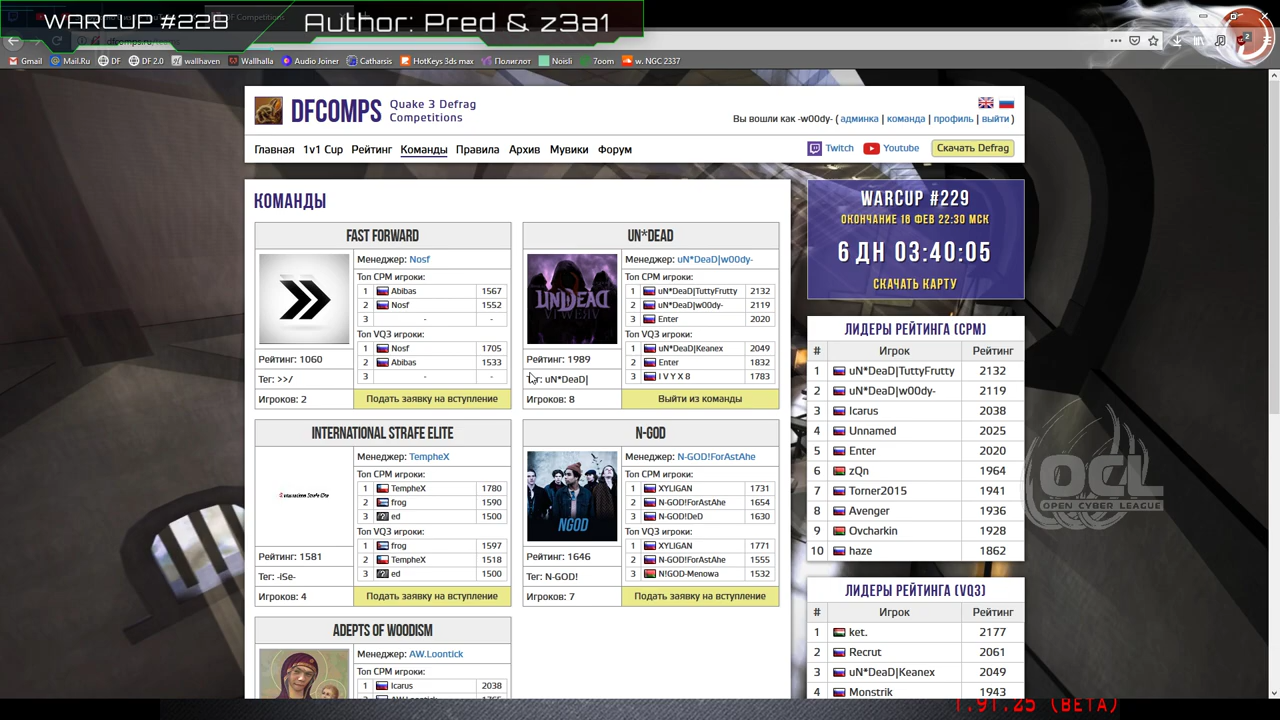 WARCUP #228
Author: Pred & z3a1
DF Competitions
dfcomps.ru/teams
2
Gmail
@Mail.Ru
DF
DF 2.0
wallhaven
Wallhalla
Audio Joiner
Catharsis
HotKeys 3ds max
Полиглот
Noisli
7oom
w. NGC 2337
DFCOMPS
Quake 3 Defrag
Competitions
Вы вошли как -w00dy- ( админка | команда | профиль | выйти )
Главная
1v1 Cup
Рейтинг
Команды
Правила
Архив
Мувики
Форум
Twitch
Youtube
Скачать Defrag
КОМАНДЫ
FAST FORWARD
Менеджер: Nosf
Топ CPM игроки:
1 Abibas 1567
2 Nosf 1552
3 - -
Топ VQ3 игроки:
1 Nosf 1705
2 Abibas 1533
3 - -
Рейтинг: 1060
Тег: >>/
Игроков: 2
Подать заявку на вступление
UN*DEAD
UNDEAD
Менеджер: uN*DeaD|w00dy-
Топ CPM игроки:
1 uN*DeaD|TuttyFrutty 2132
2 uN*DeaD|w0Ody- 2119
3 Enter 2020
Топ VQ3 игроки:
1 uN*DeaD|Keanex 2049
2 Enter 1832
3 I V Y X 8 1783
Рейтинг: 1989
Тег: uN*DeaD|
Игроков: 8
Выйти из команды
INTERNATIONAL STRAFE ELITE
Менеджер: TempheX
Топ CPM игроки:
1 TempheX 1780
2 frog 1590
3 ed 1500
Топ VQ3 игроки:
1 frog 1597
2 TempheX 1518
3 ed 1500
Рейтинг: 1581
Тег: -iSe-
Игроков: 4
Подать заявку на вступление
N-GOD
NGOD
Менеджер: N-GOD!ForAstAhe
Топ CPM игроки:
1 XYLIGAN 1731
2 N-GOD!ForAstAhe 1654
3 N-GOD!DeD 1630
Топ VQ3 игроки:
1 XYLIGAN 1771
2 N-GOD!ForAstAhe 1555
3 N!GOD-Menowa 1532
Рейтинг: 1646
Тег: N-GOD!
Игроков: 7
Подать заявку на вступление
ADEPTS OF WOODISM
Менеджер: AW.Loontick
Топ CPM игроки:
1 Icarus 2038
WARCUP #229
ОКОНЧАНИЕ 18 ФЕВ 22:30 МСК
6 ДН 03:40:05
СКАЧАТЬ КАРТУ
ЛИДЕРЫ РЕЙТИНГА (CPM)
# Игрок Рейтинг
1 uN*DeaD|TuttyFrutty 2132
2 uN*DeaD|w00dy- 2119
3 Icarus 2038
4 Unnamed 2025
5 Enter 2020
6 zQn 1964
7 Torner2015 1941
8 Avenger 1936
9 Ovcharkin 1928
10 haze 1862
ЛИДЕРЫ РЕЙТИНГА (VQ3)
# Игрок Рейтинг
1 ket. 2177
2 Recrut 2061
3 uN*DeaD|Keanex 2049
4 Monstrik 1943
OCL
OPEN CYBER LEAGUE
1.91.25 (BETA)